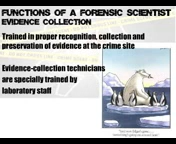 FUNCTIONS OF A FORENSIC SCIENTIST
EVIDENCE COLLECTION
Trained in proper recognition, collection and
preservation of evidence at the crime site
Evidence-collection technicians
are specially trained by
laboratory staff